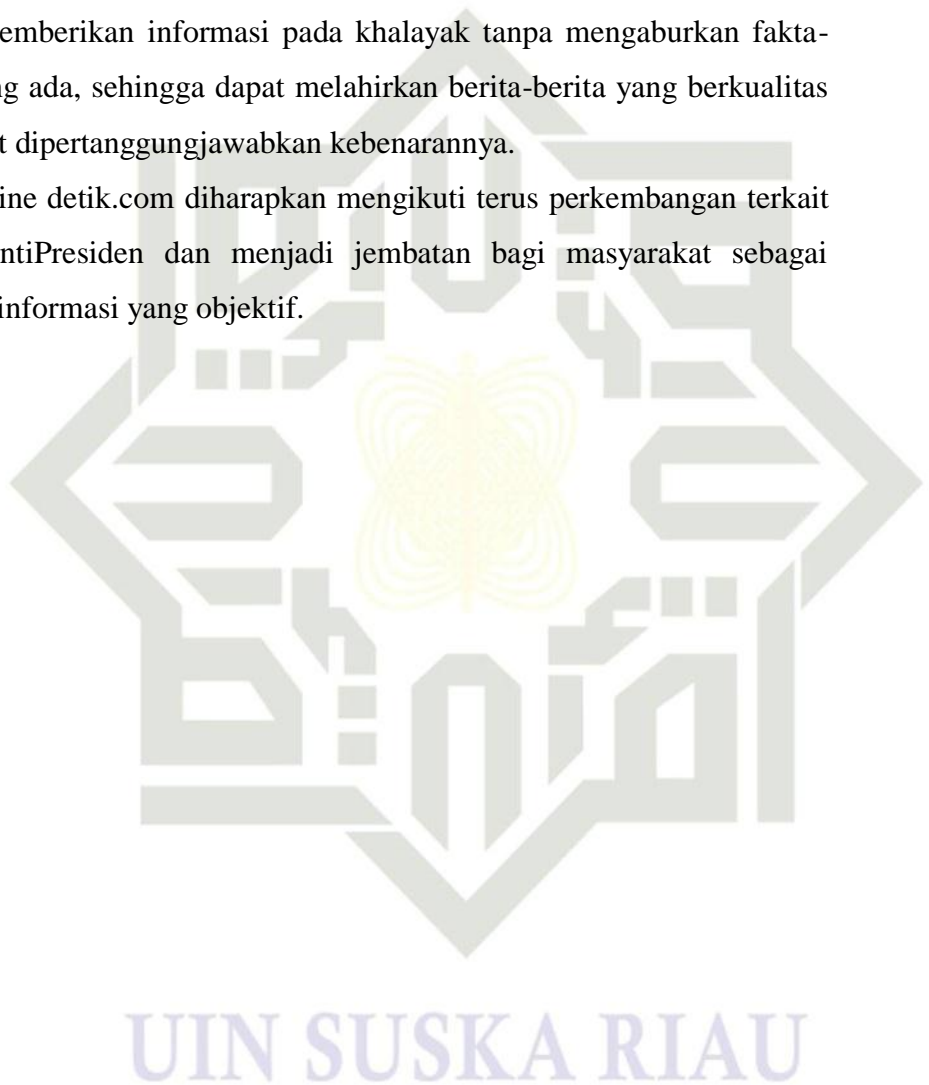 emberikan informasi pada khalayak tanpa mengaburkan fakta-
ng ada, sehingga dapat melahirkan berita-berita yang berkualitas
t dipertanggungjawabkan kebenarannya.
ine detik.com diharapkan mengikuti terus perkembangan terkait
ntiPresiden dan menjadi jembatan bagi masyarakat sebagai
informasi yang objektif.
UIN SUSKA RIAU